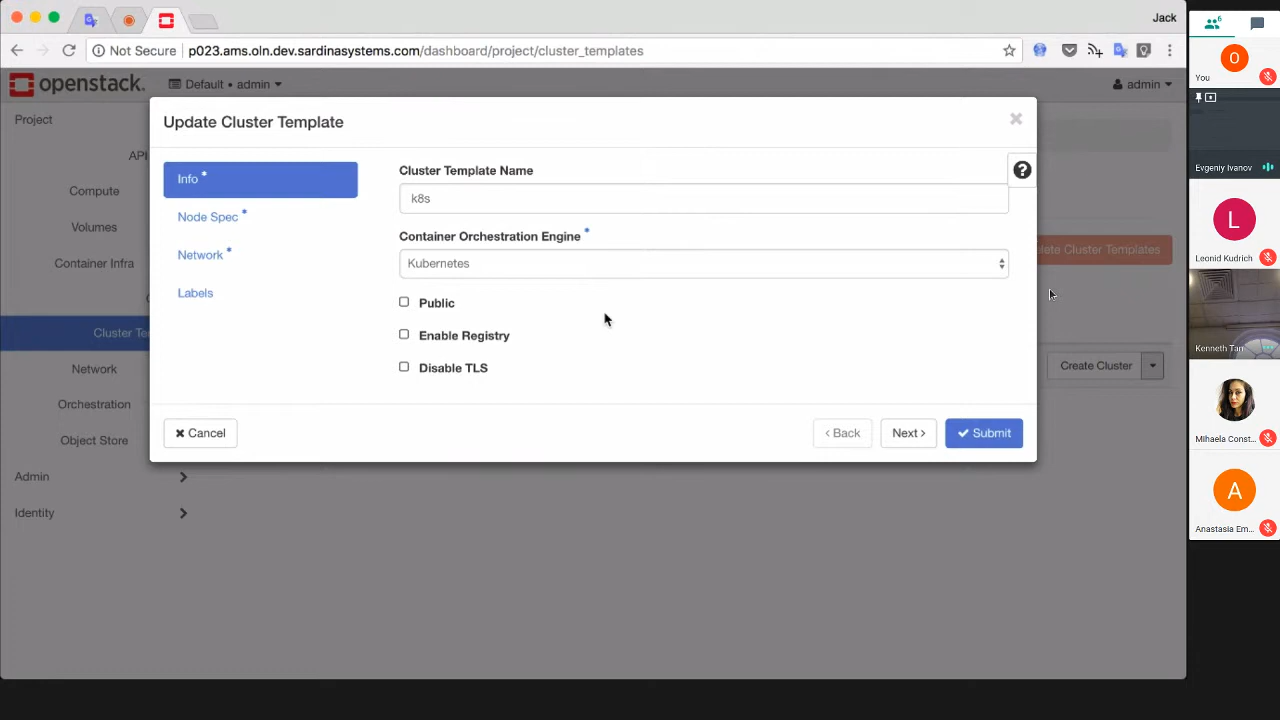 Jack
Not Secure
p023.ams.oln.dev.sardinasystems.com/dashboard/project/cluster_templates
openstack.
Default • admin
admin
Project
API
Compute
Volumes
Container Infra
C
Cluster Te
Network
Orchestration
Object Store
Admin
Identity
Update Cluster Template
Info *
Node Spec *
Network *
Labels
Cluster Template Name
k8s
Container Orchestration Engine *
Kubernetes
Public
Enable Registry
Disable TLS
Cancel
‹ Back
Next ›
Submit
elete Cluster Templates
Create Cluster
6
O
You
Evgeniy Ivanov
L
Leonid Kudrich
Kenneth Tan
Mihaela Const...
A
Anastasia Em...